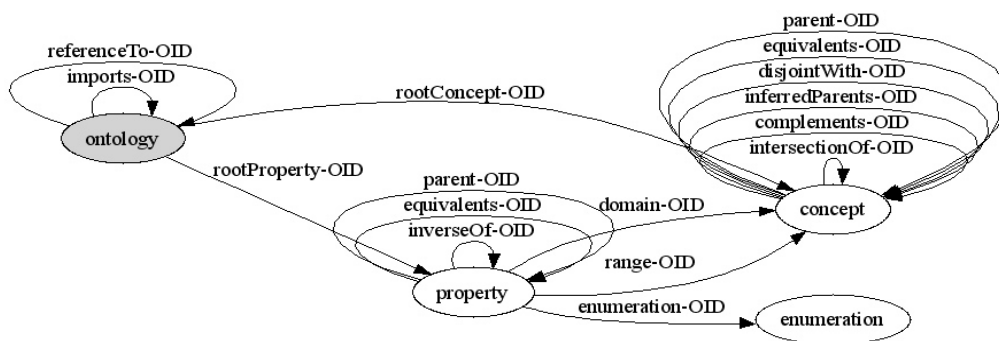 referenceTo-OID
imports-OID
ontology
rootConcept-OID
rootProperty-OID
parent-OID
equivalents-OID
disjointWith-OID
inferredParents-OID
complements-OID
intersectionOf-OID
concept
parent-OID
equivalents-OID
inverseOf-OID
property
domain-OID
range-OID
enumeration-OID
enumeration